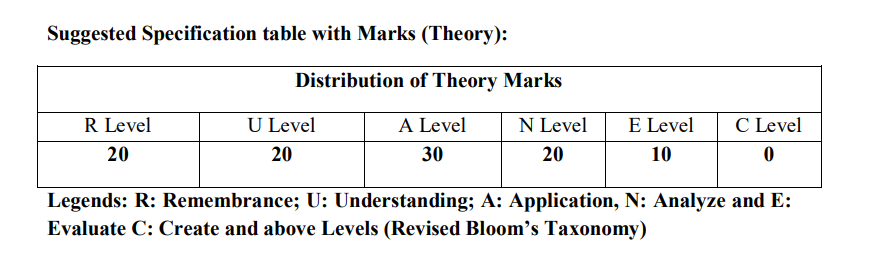 Suggested Specification table with Marks (Theory):
Distribution of Theory Marks
R Level U Level A Level N Level E Level C Level
20 20 30 20 10 0
Legends: R: Remembrance; U: Understanding; A: Application, N: Analyze and E:
Evaluate C: Create and above Levels (Revised Bloom’s Taxonomy)